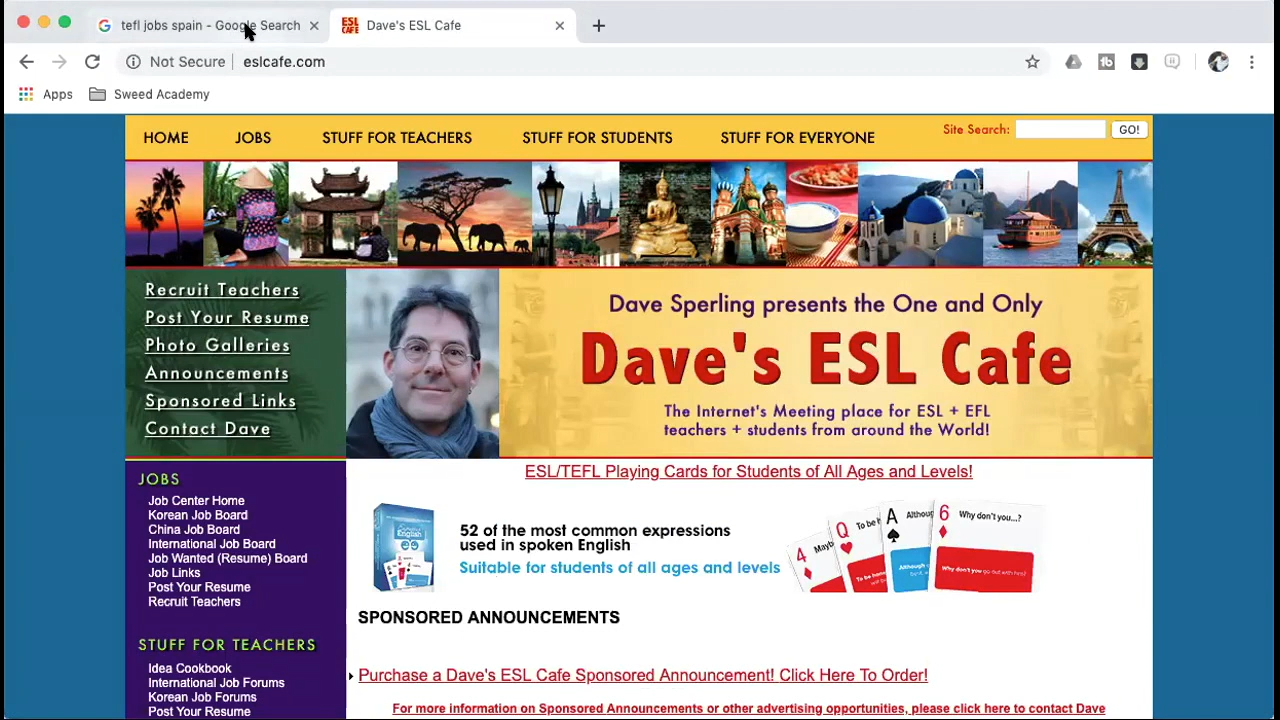 tefl jobs spain - Google Search
ESL CAFE
Dave's ESL Cafe
Not Secure
eslcafe.com
Apps
Sweed Academy
HOME
JOBS
STUFF FOR TEACHERS
STUFF FOR STUDENTS
STUFF FOR EVERYONE
Site Search:
GO!
Recruit Teachers
Post Your Resume
Photo Galleries
Announcements
Sponsored Links
Contact Dave
Dave Sperling presents the One and Only
Dave's ESL Cafe
The Internet's Meeting place for ESL + EFL
teachers + students from around the World!
JOBS
Job Center Home
Korean Job Board
China Job Board
International Job Board
Job Wanted (Resume) Board
Job Links
Post Your Resume
Recruit Teachers
STUFF FOR TEACHERS
Idea Cookbook
International Job Forums
Korean Job Forums
Post Your Resume
ESL/TEFL Playing Cards for Students of All Ages and Levels!
52 of the most common expressions
used in spoken English
Suitable for students of all ages and levels
4
Q
A
Althoug
6
Why don't you...?
SPONSORED ANNOUNCEMENTS
Purchase a Dave's ESL Cafe Sponsored Announcement! Click Here To Order!
For more information on Sponsored Announcements or other advertising opportunities, please click here to contact Dave